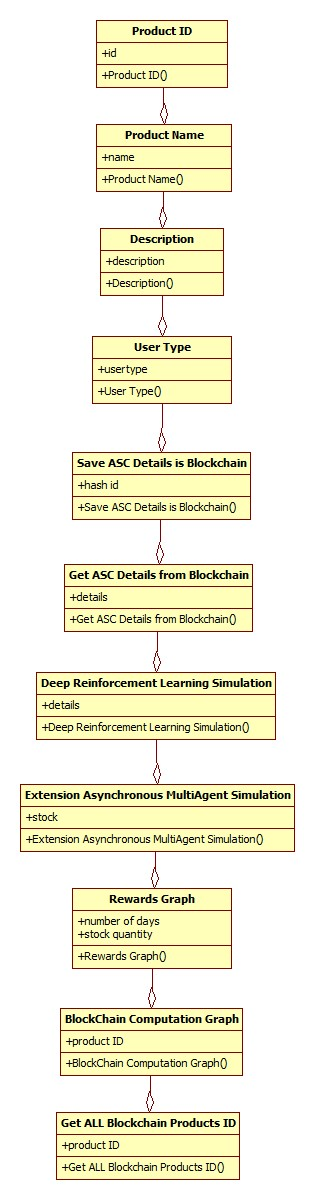 Product ID
+id
+Product ID()
Product Name
+name
+Product Name()
Description
+description
+Description()
User Type
+usertype
+User Type()
Save ASC Details is Blockchain
+hash id
+Save ASC Details is Blockchain()
Get ASC Details from Blockchain
+details
+Get ASC Details from Blockchain()
Deep Reinforcement Learning Simulation
+details
+Deep Reinforcement Learning Simulation()
Extension Asynchronous MultiAgent Simulation
+stock
+Extension Asynchronous MultiAgent Simulation()
Rewards Graph
+number of days
+stock quantity
+Rewards Graph()
BlockChain Computation Graph
+product ID
+BlockChain Computation Graph()
Get ALL Blockchain Products ID
+product ID
+Get ALL Blockchain Products ID()